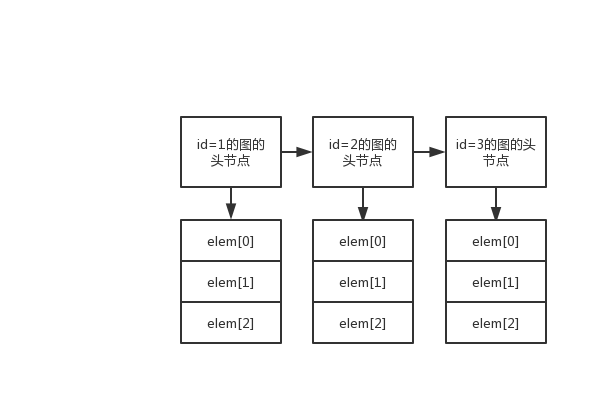 id=1的图的
头节点
id=2的图的
头节点
id=3的图的头
节点
elem[0]
elem[0]
elem[0]
elem[1]
elem[1]
elem[1]
elem[2]
elem[2]
elem[2]